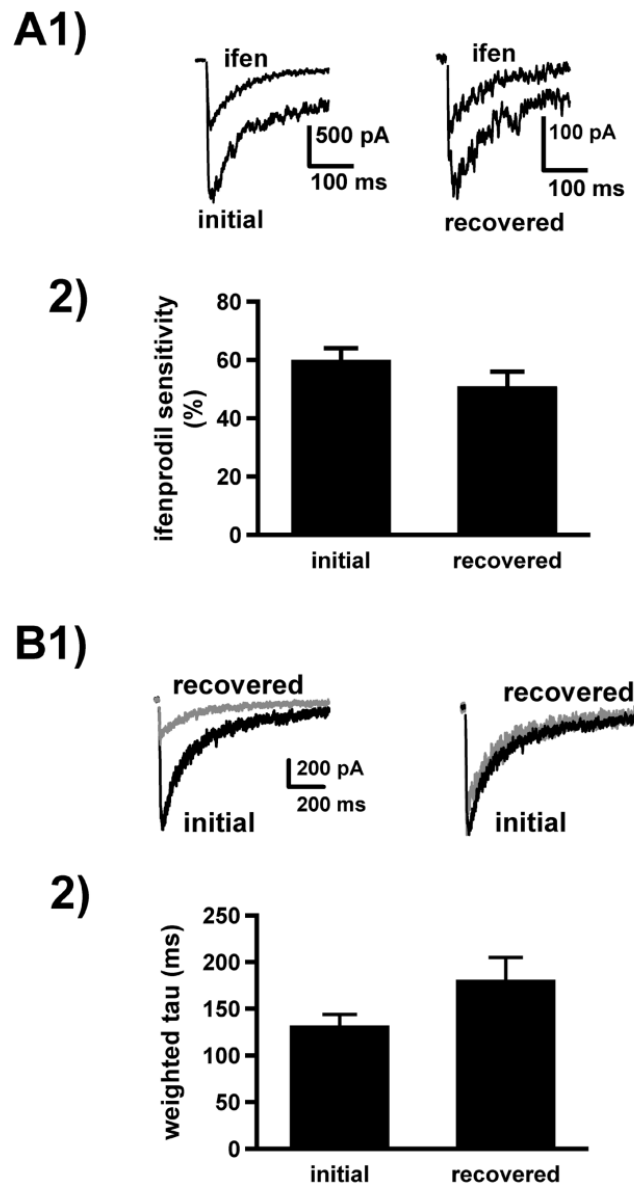 A1)
ifen
ifen
500 pA
100 ms
100 pA
100 ms
initial
recovered
2)
ifenprodil sensitivity
(%)
80
60
40
20
0
initial
recovered
B1)
recovered
recovered
200 pA
200 ms
initial
initial
2)
weighted tau (ms)
250
200
150
100
50
0
initial
recovered